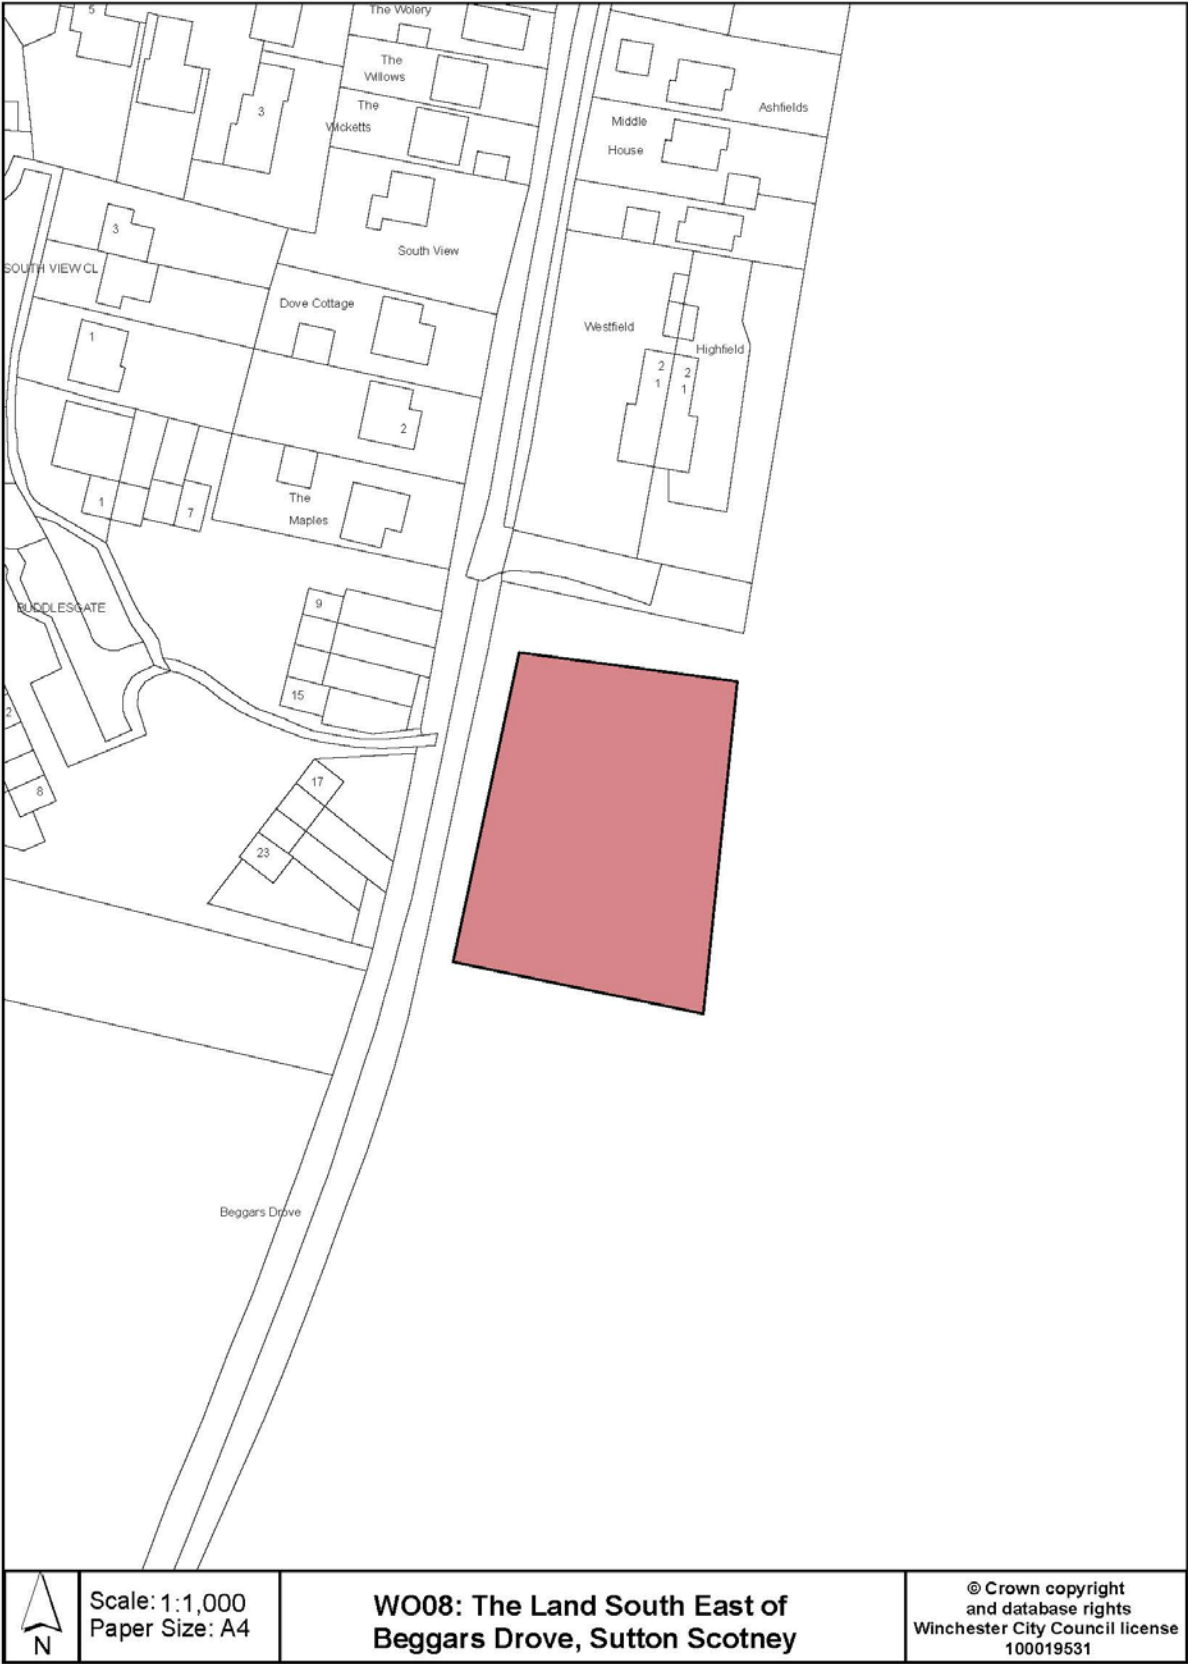 5
The Wolery
The
Willows
3
The
Wicketts
Ashfields
Middle
House
3
South View
SOUTH VIEW CL
Dove Cottage
Westfield
1
Highfield
2
1
2
1
2
1
7
The
Maples
BUDDLESGATE
9
15
2
17
8
23
Beggars Drove
N
Scale: 1:1,000
Paper Size: A4
WO08: The Land South East of
Beggars Drove, Sutton Scotney
© Crown copyright
and database rights
Winchester City Council license
100019531